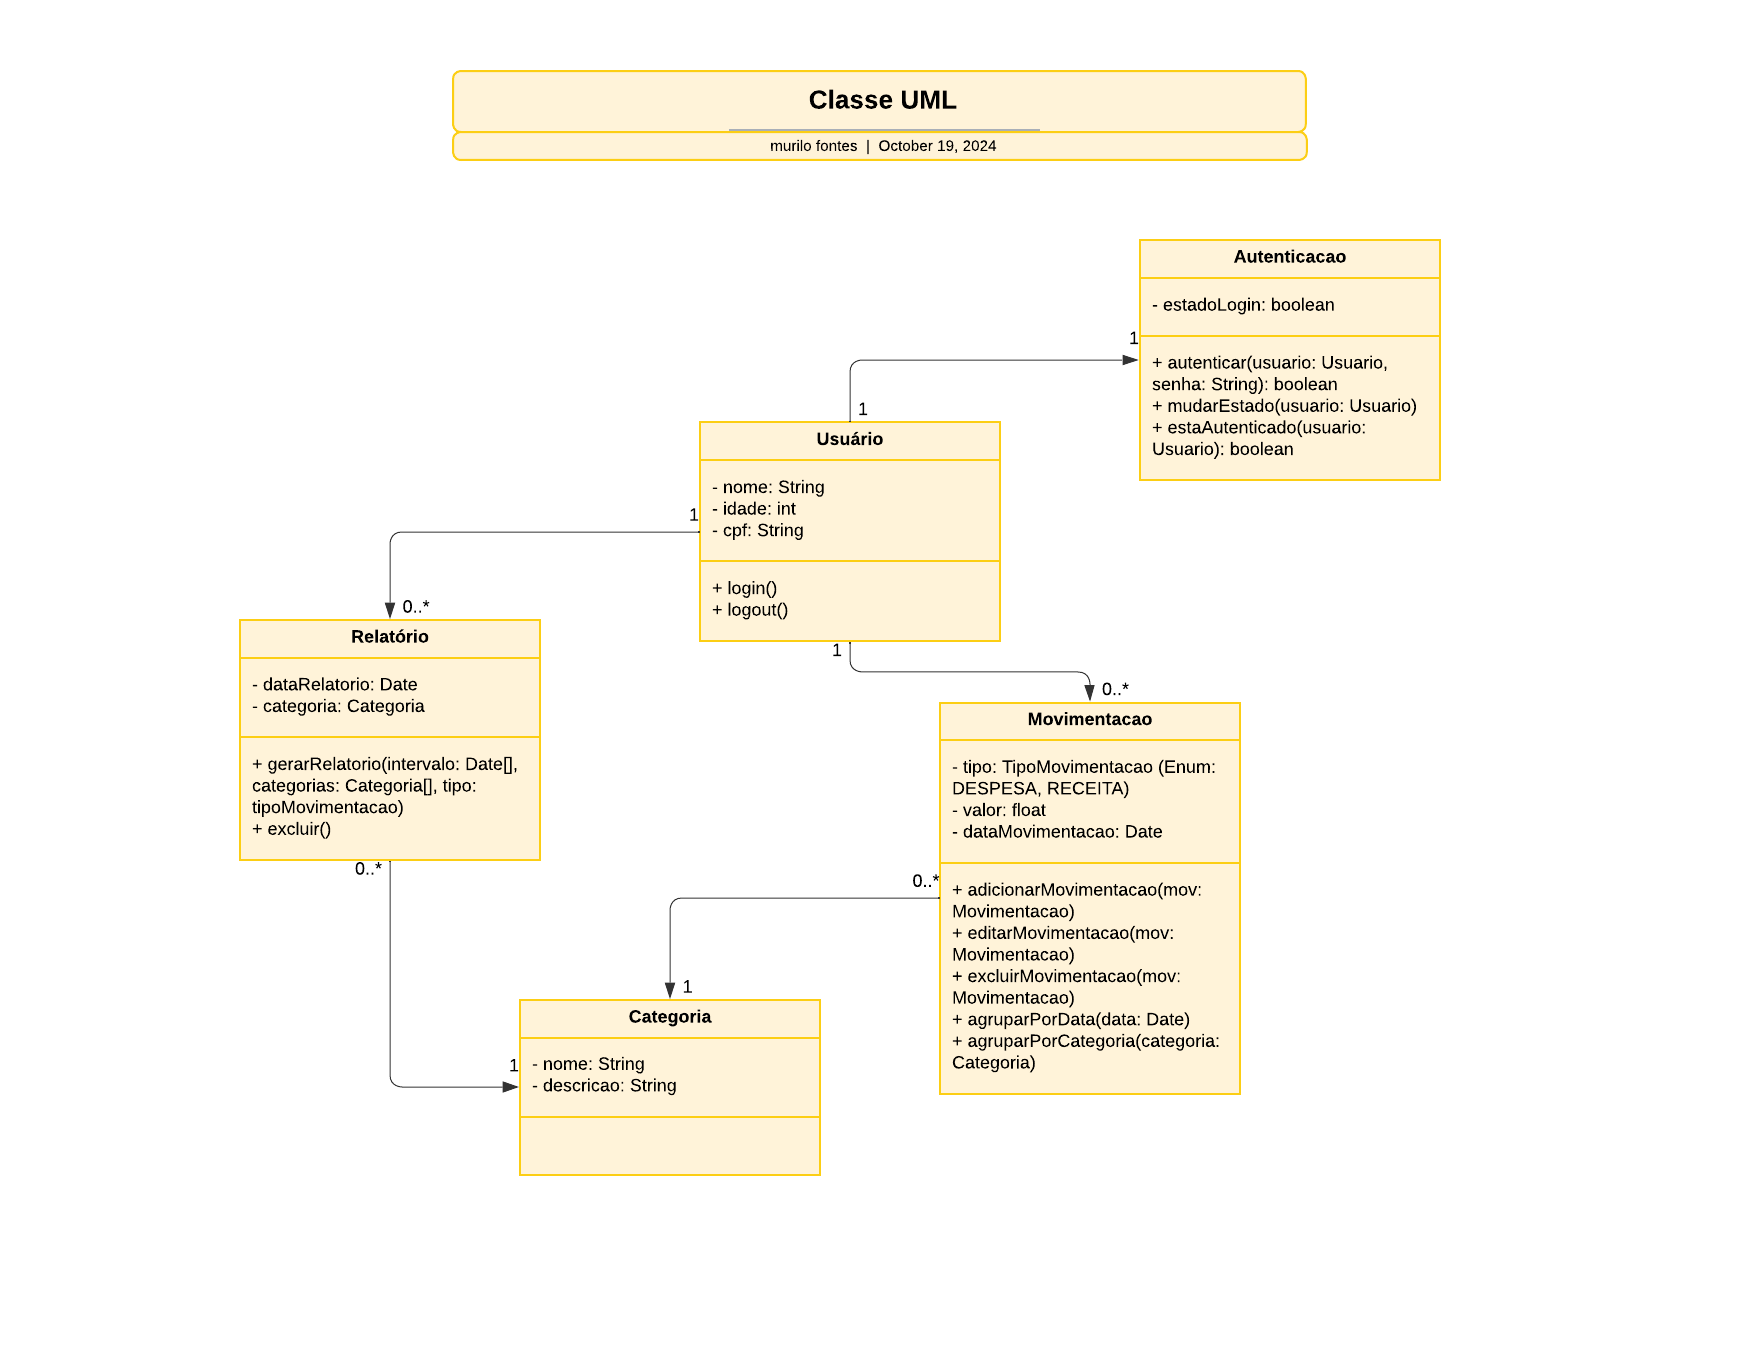 Classe UML
murilo fontes | October 19, 2024
Autenticacao
- estadoLogin: boolean
1
+ autenticar(usuario: Usuario,
senha: String): boolean
+ mudarEstado(usuario: Usuario)
+ estaAutenticado(usuario:
Usuario): boolean
1
Usuário
- nome: String
- idade: int
- cpf: String
1
+ login()
+ logout()
0..*
Relatório
- dataRelatorio: Date
- categoria: Categoria
+ gerarRelatorio(intervalo: Date[],
categorias: Categoria[], tipo:
tipoMovimentacao)
+ excluir()
0..*
1
0..*
Movimentacao
- tipo: TipoMovimentacao (Enum:
DESPESA, RECEITA)
- valor: float
- dataMovimentacao: Date
0..*
+ adicionarMovimentacao(mov:
Movimentacao)
+ editarMovimentacao(mov:
Movimentacao)
+ excluirMovimentacao(mov:
Movimentacao)
+ agruparPorData(data: Date)
+ agruparPorCategoria(categoria:
Categoria)
1
Categoria
1
- nome: String
- descricao: String